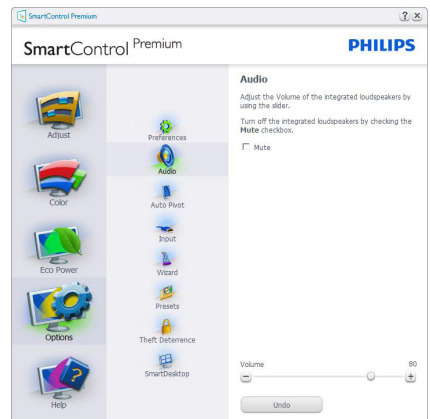 SmartControl Premium
SmartControl Premium
PHILIPS
Adjust
Color
Eco Power
Options
Help
Preferences
Audio
Auto Pivot
Input
Wizard
Presets
Theft Deterrence
SmartDesktop
Audio
Adjust the Volume of the integrated loudspeakers by
using the slider.
Turn off the integrated loudspeakers by checking the
Mute checkbox.
Mute
Volume 80
Undo